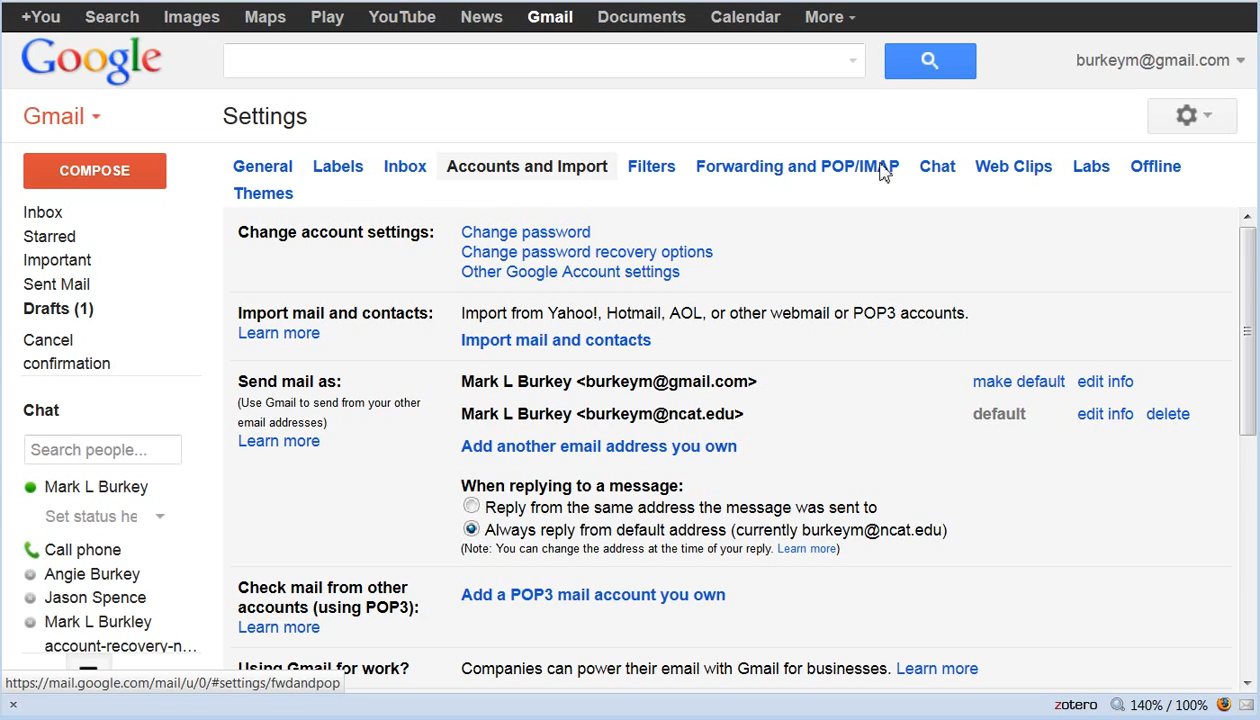 +You Search Images Maps Play YouTube News Gmail Documents Calendar More
Google
burkeym@gmail.com
Gmail
Settings
COMPOSE
General Labels Inbox Accounts and Import Filters Forwarding and POP/IMAP Chat Web Clips Labs Offline
Themes
Inbox
Starred
Important
Sent Mail
Drafts (1)
Cancel
confirmation
Chat
Search people...
Mark L Burkey
Set status he
Call phone
Angie Burkey
Jason Spence
Mark L Burkley
account-recovery-n...
Change account settings:
Change password
Change password recovery options
Other Google Account settings
Import mail and contacts:
Learn more
Import from Yahoo!, Hotmail, AOL, or other webmail or POP3 accounts.
Import mail and contacts
Send mail as:
(Use Gmail to send from your other
email addresses)
Learn more
Mark L Burkey <burkeym@gmail.com> make default edit info
Mark L Burkey <burkeym@ncat.edu> default edit info delete
Add another email address you own
When replying to a message:
Reply from the same address the message was sent to
Always reply from default address (currently burkeym@ncat.edu)
(Note: You can change the address at the time of your reply. Learn more)
Check mail from other
accounts (using POP3):
Learn more
Add a POP3 mail account you own
Using Gmail for work?
Companies can power their email with Gmail for businesses. Learn more
https://mail.google.com/mail/u/0/#settings/fwdandpop
× zotero 140% / 100%